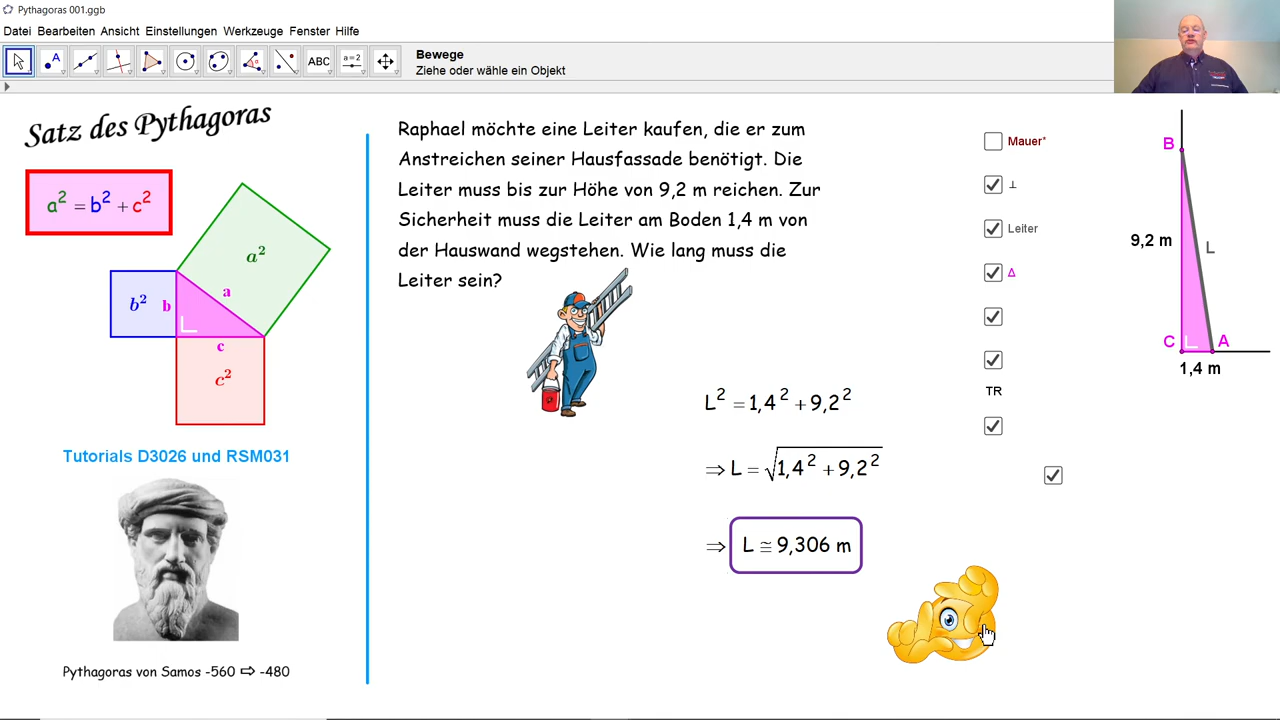 Pythagoras 001.ggb
Datei Bearbeiten Ansicht Einstellungen Werkzeuge Fenster Hilfe
A
ABC
a=2
Bewege
Ziehe oder wähle ein Objekt
Satz des Pythagoras
a² = b² + c²
a²
b²
b
a
c
c²
Tutorials D3026 und RSM031
Pythagoras von Samos -560 ⇨ -480
Raphael möchte eine Leiter kaufen, die er zum
Anstreichen seiner Hausfassade benötigt. Die
Leiter muss bis zur Höhe von 9,2 m reichen. Zur
Sicherheit muss die Leiter am Boden 1,4 m von
der Hauswand wegstehen. Wie lang muss die
Leiter sein?
L² = 1,4² + 9,2²
⇒ L = √(1,4² + 9,2²)
⇒ L ≅ 9,306 m
Mauer*
⊥
Leiter
Δ
TR
B
9,2 m
L
C
A
1,4 m